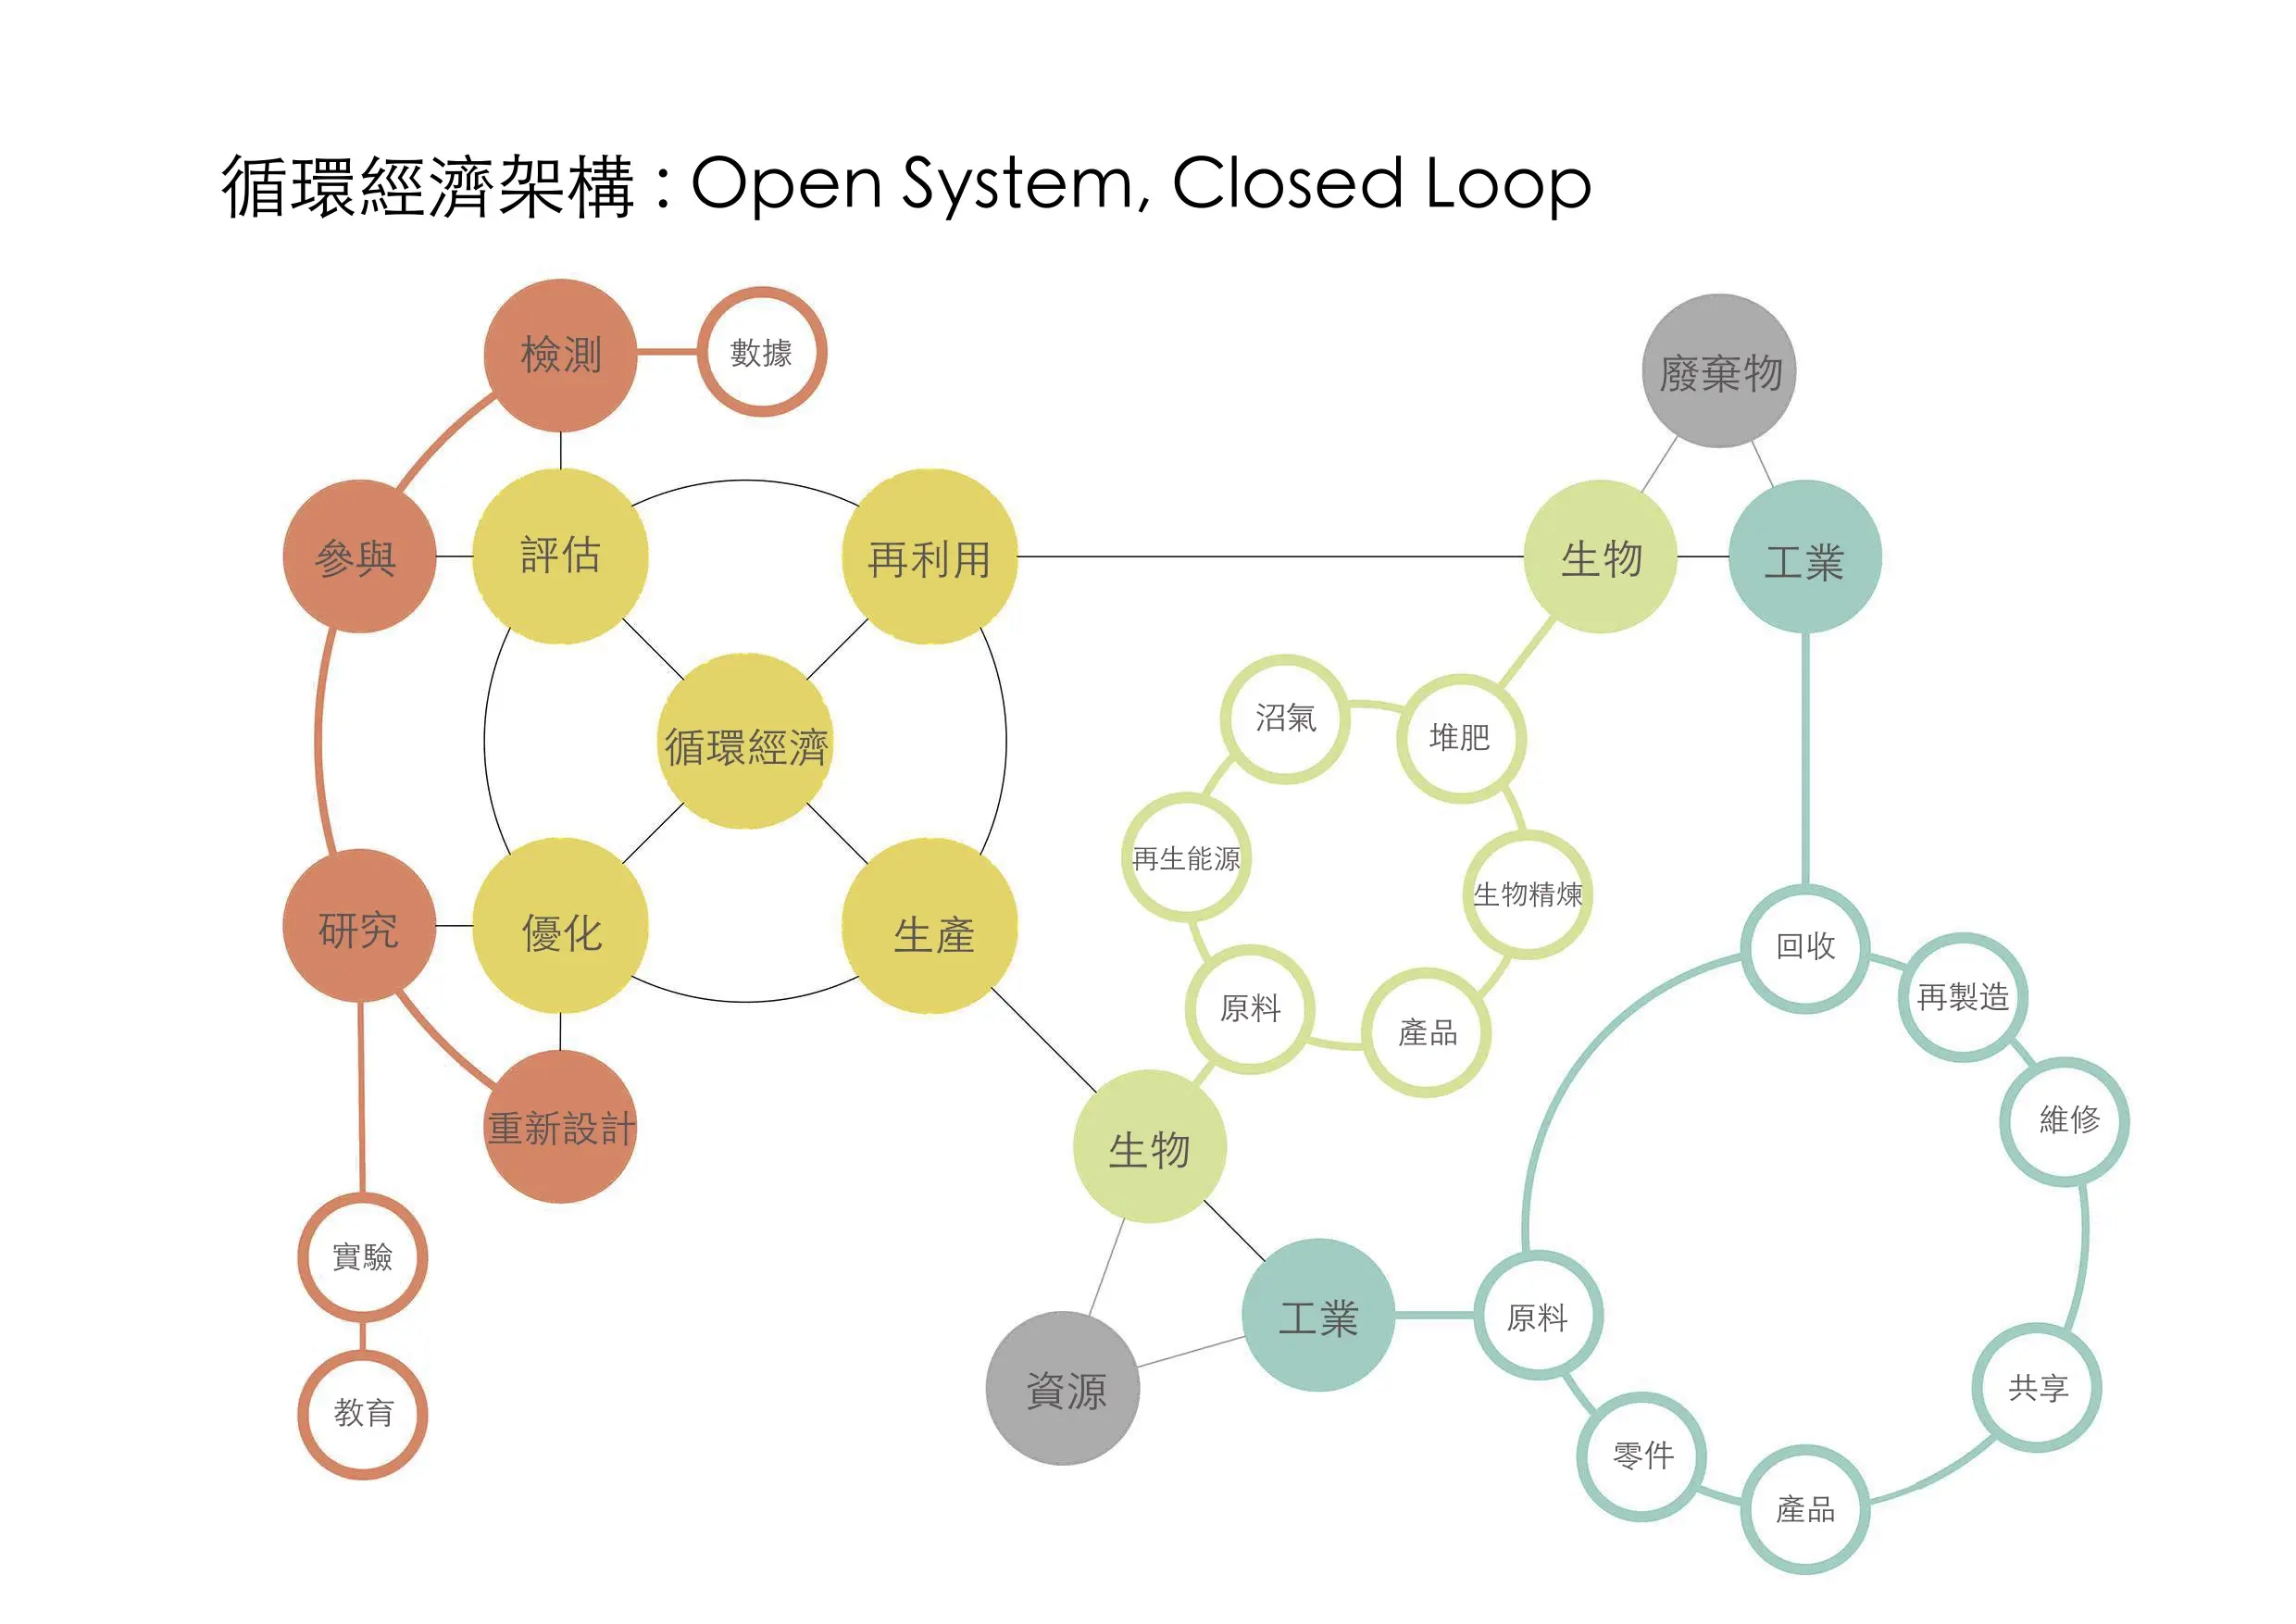 循環經濟架構 : Open System, Closed Loop
檢測
數據
廢棄物
參與
評估
再利用
生物
工業
循環經濟
沼氣
堆肥
再生能源
生物精煉
研究
優化
生產
原料
產品
回收
再製造
維修
重新設計
生物
實驗
工業
原料
資源
共享
教育
零件
產品